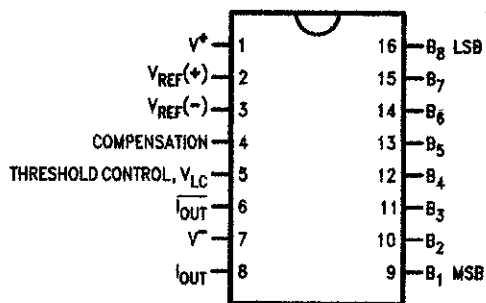 V+ 1 16 B8 LSB
VREF(+) 2 15 B7
VREF(-) 3 14 B6
COMPENSATION 4 13 B5
THRESHOLD CONTROL, VLC 5 12 B4
IOUT 6 11 B3
V- 7 10 B2
IOUT 8 9 B1 MSB